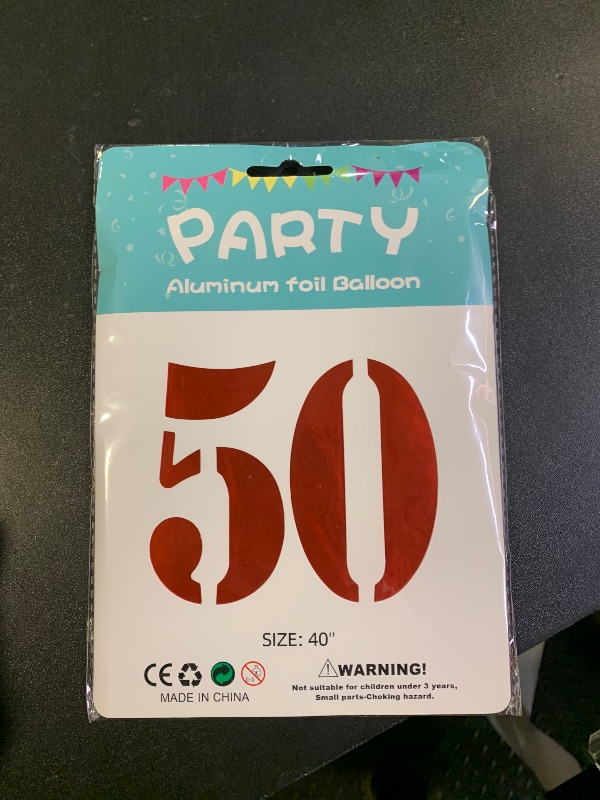 PARTY
Aluminum foil Balloon
50
SIZE: 40"
CE
MADE IN CHINA
WARNING!
Not suitable for children under 3 years,
Small parts-Choking hazard.